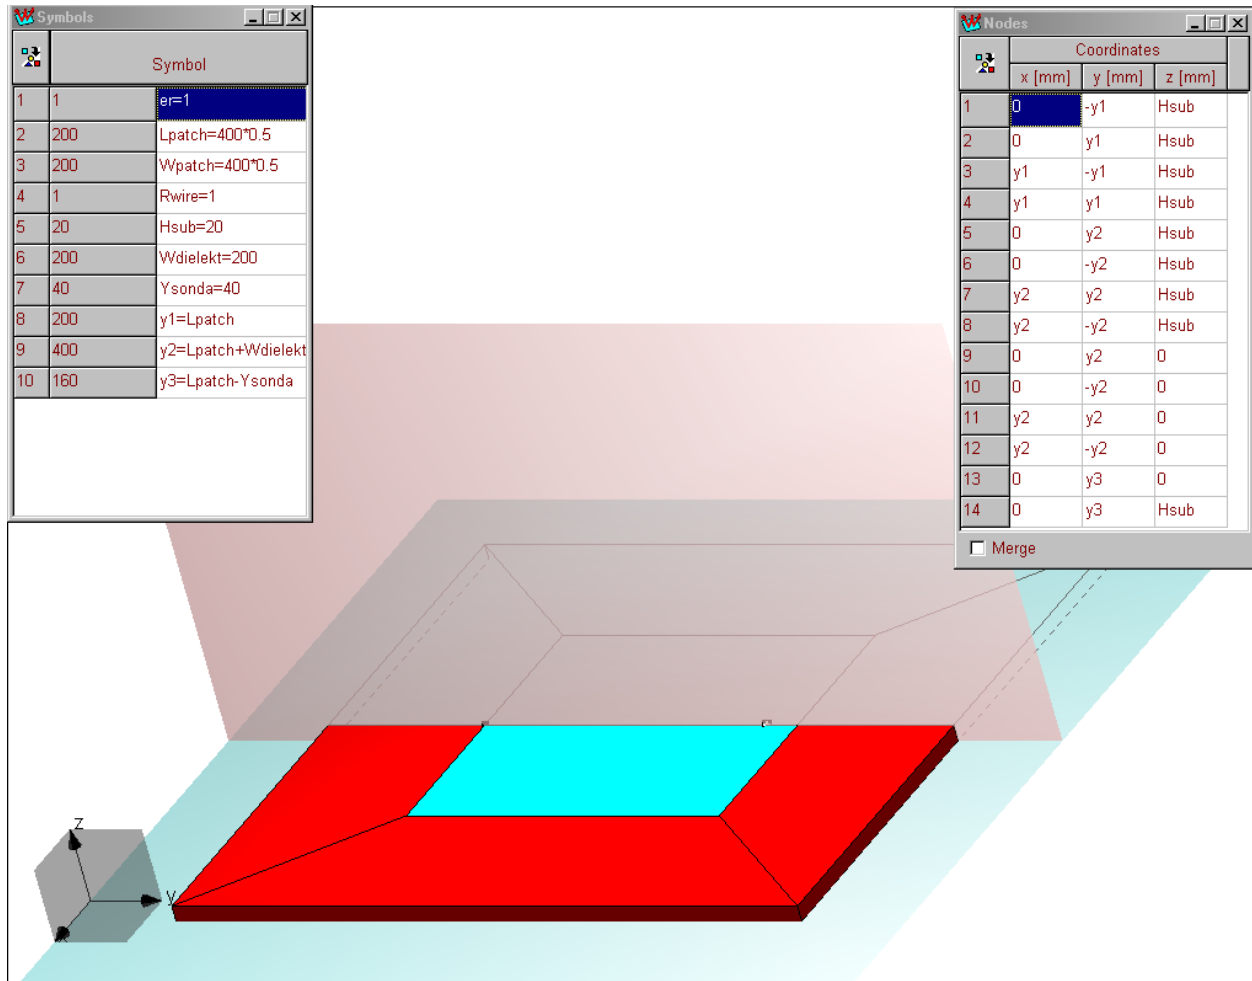 Symbols
Symbol
1 1 er=1
2 200 Lpatch=400*0.5
3 200 Wpatch=400*0.5
4 1 Rwire=1
5 20 Hsub=20
6 200 Wdielekt=200
7 40 Ysonda=40
8 200 y1=Lpatch
9 400 y2=Lpatch+Wdielekt
10 160 y3=Lpatch-Ysonda
Nodes
Coordinates
x [mm] y [mm] z [mm]
1 0 -y1 Hsub
2 0 y1 Hsub
3 y1 -y1 Hsub
4 y1 y1 Hsub
5 0 y2 Hsub
6 0 -y2 Hsub
7 y2 y2 Hsub
8 y2 -y2 Hsub
9 0 y2 0
10 0 -y2 0
11 y2 y2 0
12 y2 -y2 0
13 0 y3 0
14 0 y3 Hsub
Merge
z
y
x